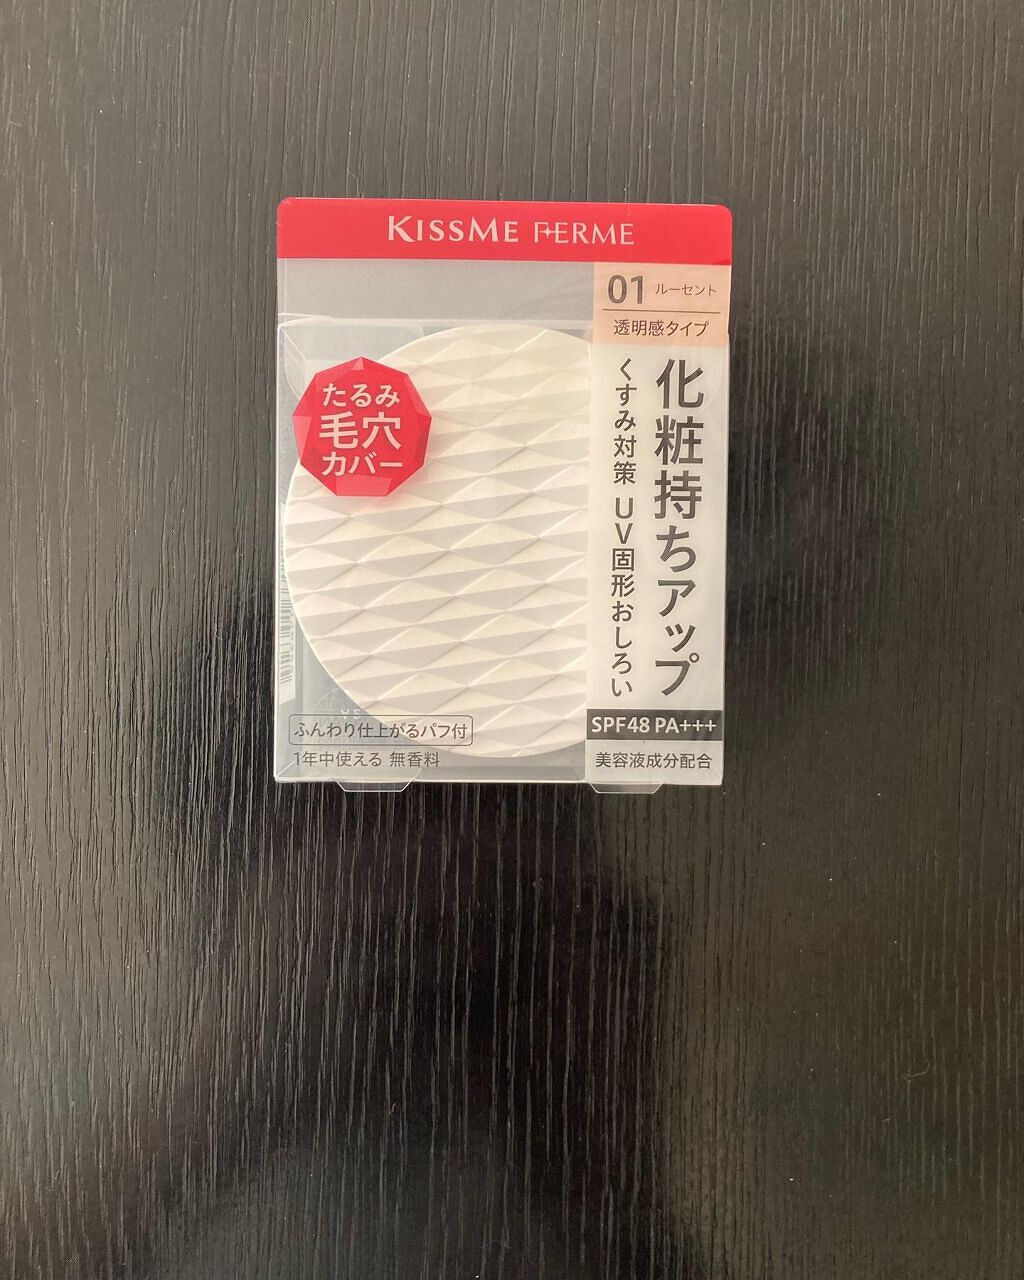 KISSME FERME
01 ルーセント
透明感タイプ
たるみ
毛穴
カバー
化粧持ちアップ
くすみ対策 UV固形おしろい
SPF48 PA+++
美容液成分配合
ふんわり仕上がるパフ付
1年中使える 無香料